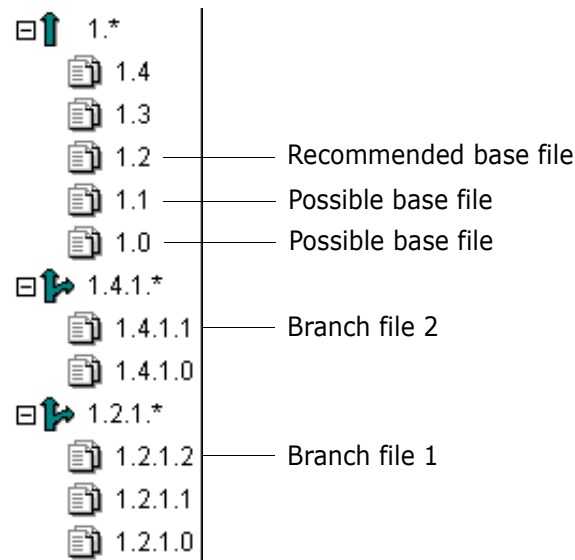 1.*
1.4
1.3
1.2 Recommended base file
1.1 Possible base file
1.0 Possible base file
1.4.1.*
1.4.1.1 Branch file 2
1.4.1.0
1.2.1.*
1.2.1.2 Branch file 1
1.2.1.1
1.2.1.0